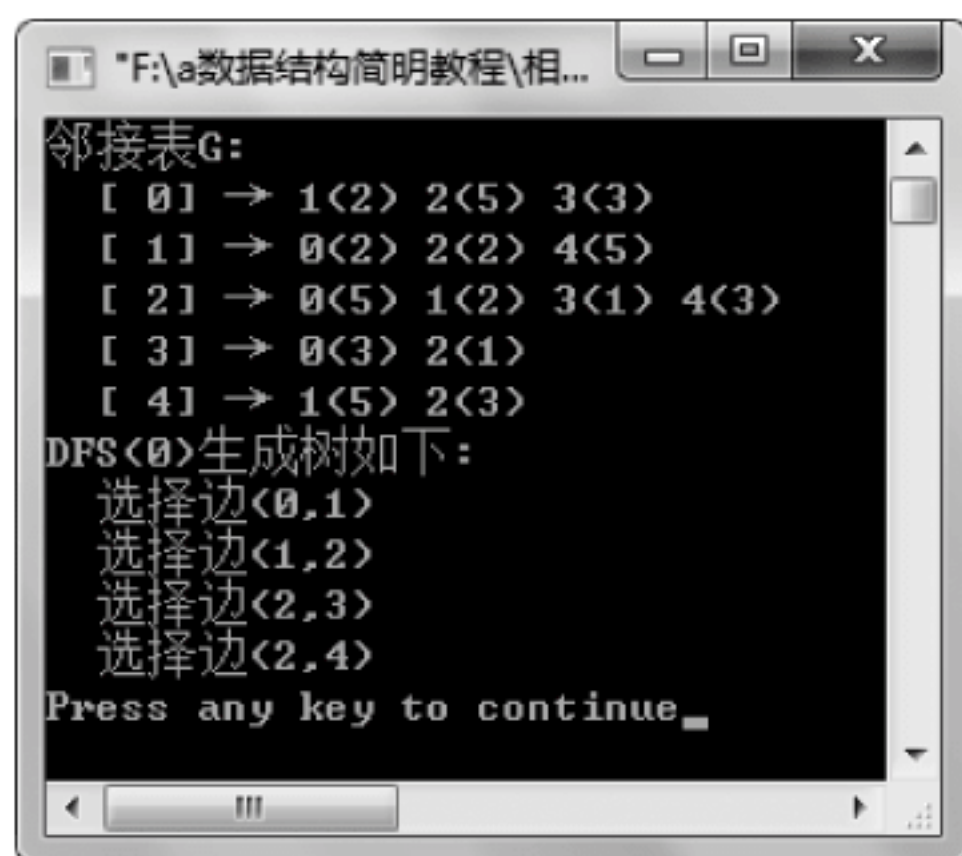 "F:\a数据结构简明教程\相...
邻接表G:
[ 0] → 1(2) 2(5) 3(3)
[ 1] → 0(2) 2(2) 4(5)
[ 2] → 0(5) 1(2) 3(1) 4(3)
[ 3] → 0(3) 2(1)
[ 4] → 1(5) 2(3)
DFS(0)生成树如下:
选择边(0,1)
选择边(1,2)
选择边(2,3)
选择边(2,4)
Press any key to continue_